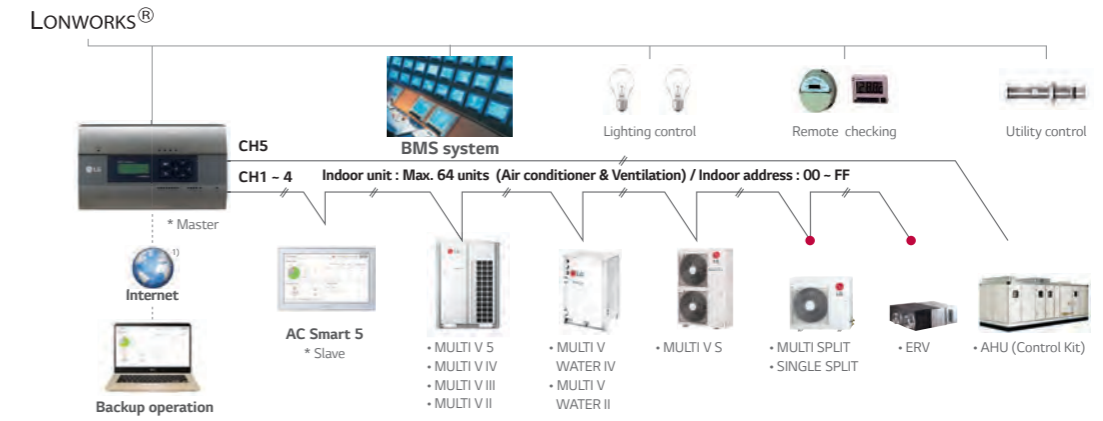 LONWORKS®
BMS system
Lighting control
Remote checking
Utility control
CH5
CH1 ~ 4
Indoor unit : Max. 64 units (Air conditioner & Ventilation) / Indoor address : 00 ~ FF
LG
* Master
1)
Internet
Backup operation
AC Smart 5
* Slave
• MULTI V 5
• MULTI V IV
• MULTI V III
• MULTI V II
• MULTI V
WATER IV
• MULTI V
WATER II
• MULTI V S
• MULTI SPLIT
• SINGLE SPLIT
• ERV
• AHU (Control Kit)